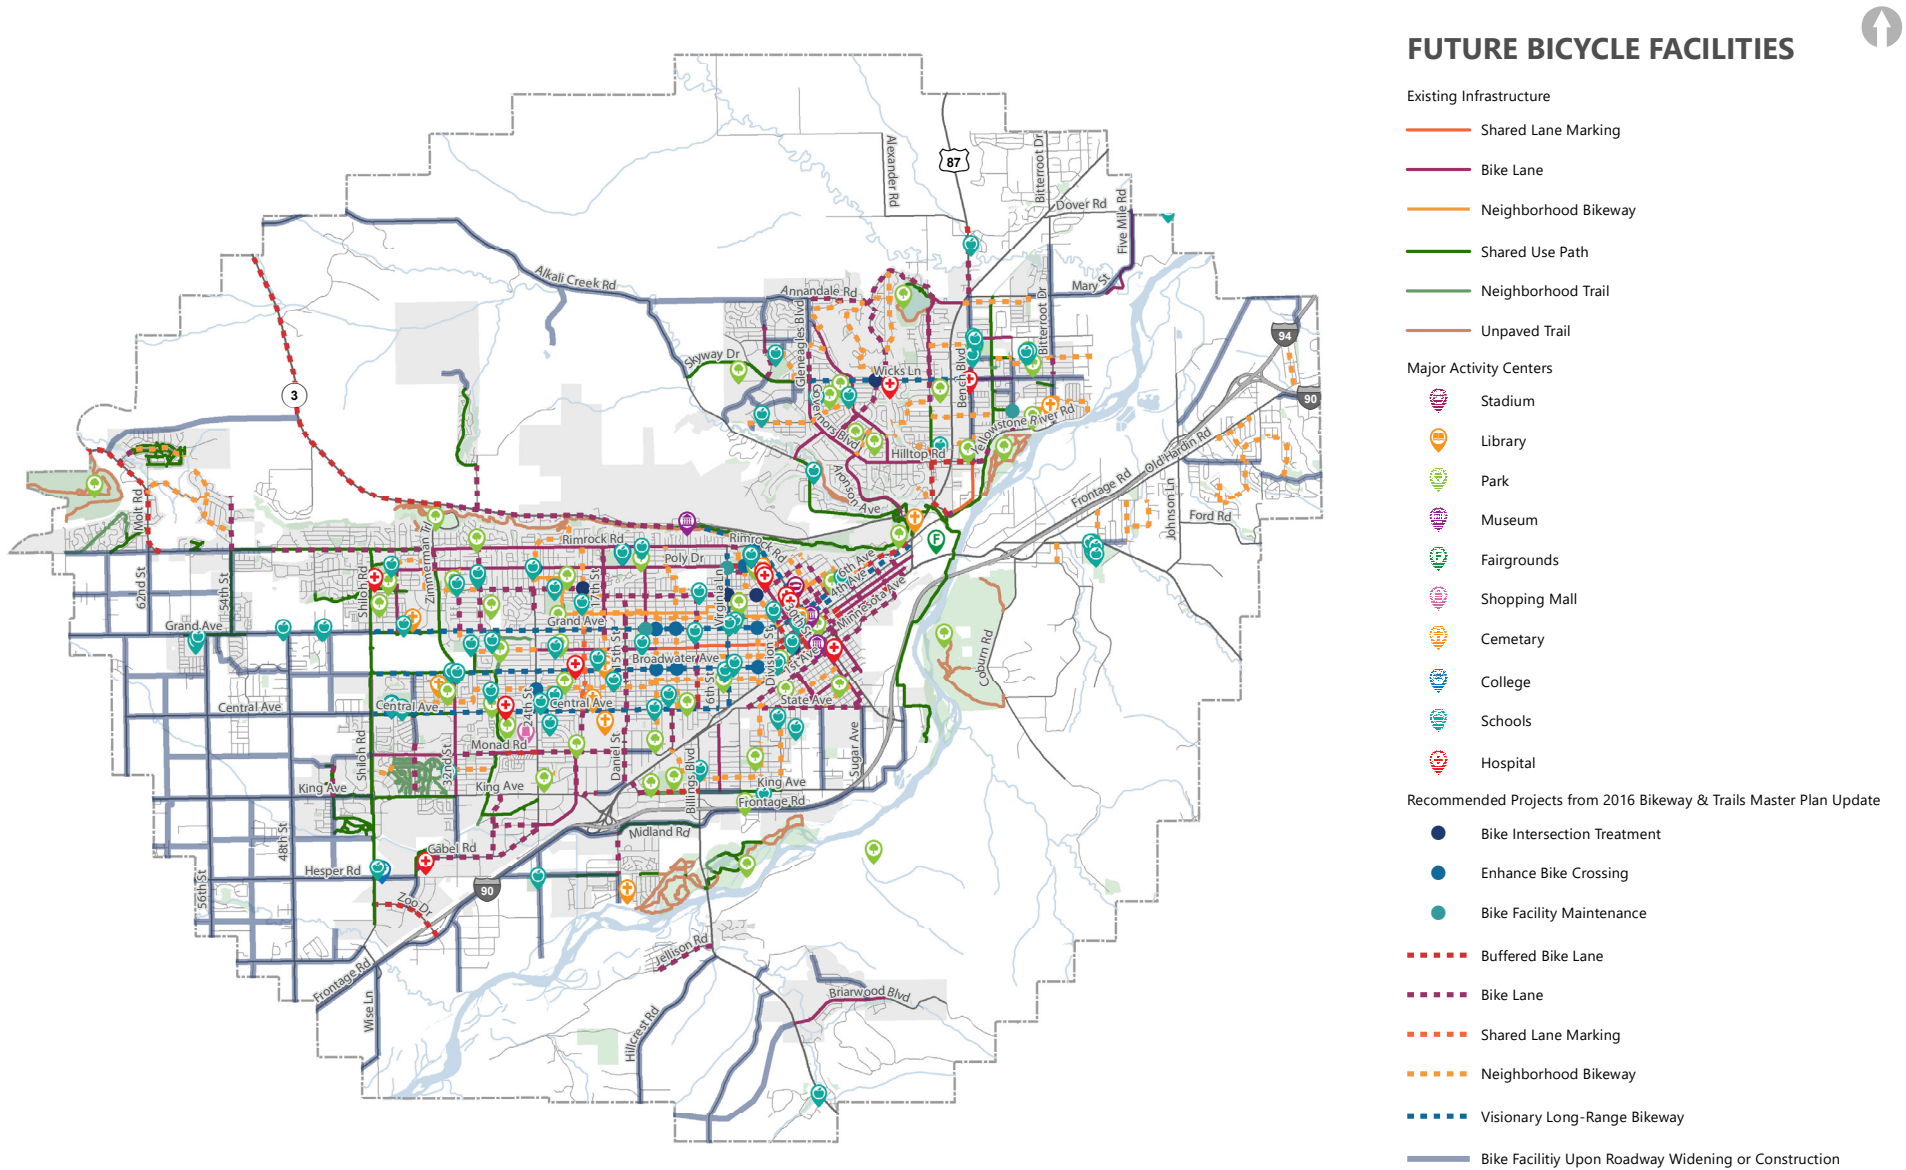 FUTURE BICYCLE FACILITIES
Existing Infrastructure
Shared Lane Marking
Bike Lane
Neighborhood Bikeway
Shared Use Path
Neighborhood Trail
Unpaved Trail
Major Activity Centers
Stadium
Library
Park
Museum
Fairgrounds
Shopping Mall
Cemetary
College
Schools
Hospital
Recommended Projects from 2016 Bikeway & Trails Master Plan Update
Bike Intersection Treatment
Enhance Bike Crossing
Bike Facility Maintenance
Buffered Bike Lane
Bike Lane
Shared Lane Marking
Neighborhood Bikeway
Visionary Long-Range Bikeway
Bike Facilitiy Upon Roadway Widening or Construction
87
Alexander Rd
Bitterroot Dr
Dover Rd
Five Mile Rd
Mary St
Alkali Creek Rd
Annandale Rd
Gleneagles Blvd
Bitterroot Dr
94
90
3
Skyway Dr
Wicks Ln
Bench Blvd
Governors Blvd
Yellowstone River Rd
Hilltop Rd
Aronson Ave
Old Hardin Rd
Frontage Rd
Johnson Ln
Ford Rd
Molt Rd
Zimmerman Trl
Rimrock Rd
Rimrock Rd
Poly Dr
6th Ave
4th Ave
Minnesota Ave
F
62nd St
54th St
Shiloh Rd
17th St
Virginia Ln
30th St
Grand Ave
Grand Ave
Division St
1st Ave
Coburn Rd
Broadwater Ave
15th St
6th St
State Ave
Central Ave
Central Ave
Central Ave
24th St
Monad Rd
Shiloh Rd
32nd St
Daniel St
Billings Blvd
Sugar Ave
King Ave
King Ave
King Ave
Frontage Rd
Midland Rd
48th St
Gabel Rd
Hesper Rd
56th St
Zoo Dr
90
Frontage Rd
Wise Ln
Jellison Rd
Briarwood Blvd
Hillcrest Rd